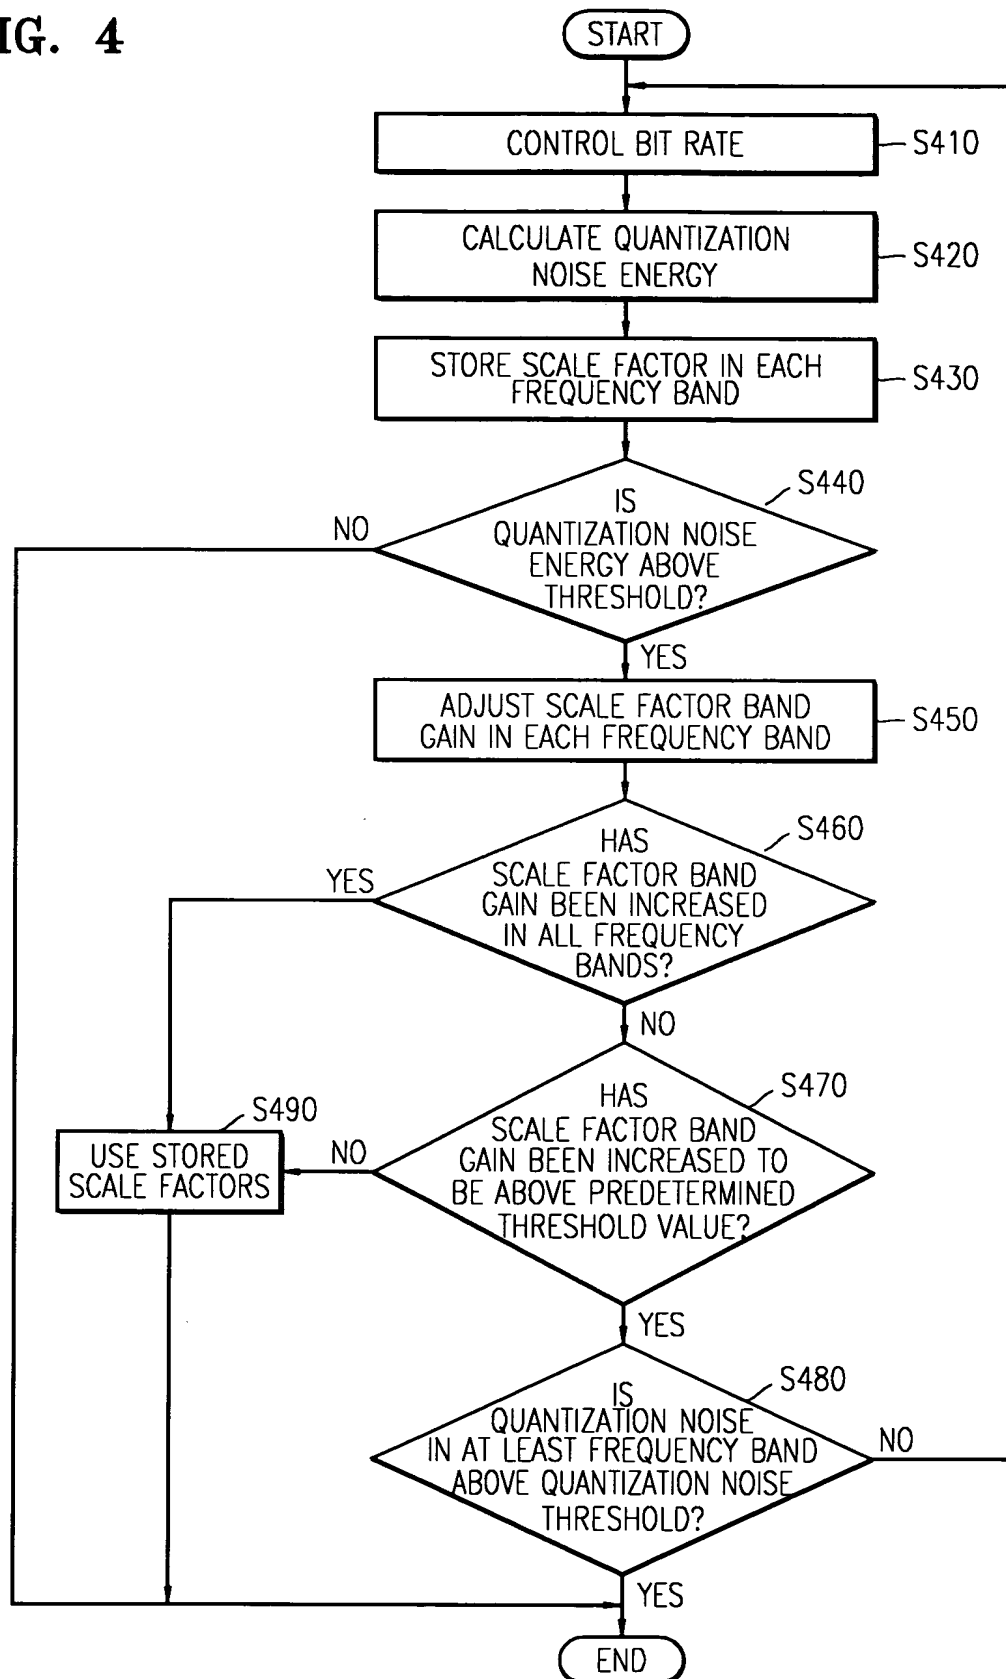 IG. 4
START
CONTROL BIT RATE
S410
CALCULATE QUANTIZATION
NOISE ENERGY
S420
STORE SCALE FACTOR IN EACH
FREQUENCY BAND
S430
S440
IS
QUANTIZATION NOISE
ENERGY ABOVE
THRESHOLD?
NO
YES
ADJUST SCALE FACTOR BAND
GAIN IN EACH FREQUENCY BAND
S450
S460
HAS
SCALE FACTOR BAND
GAIN BEEN INCREASED
IN ALL FREQUENCY
BANDS?
YES
NO
S470
HAS
SCALE FACTOR BAND
GAIN BEEN INCREASED TO
BE ABOVE PREDETERMINED
THRESHOLD VALUE?
NO
S490
USE STORED
SCALE FACTORS
YES
S480
IS
QUANTIZATION NOISE
IN AT LEAST FREQUENCY BAND
ABOVE QUANTIZATION NOISE
THRESHOLD?
NO
YES
END